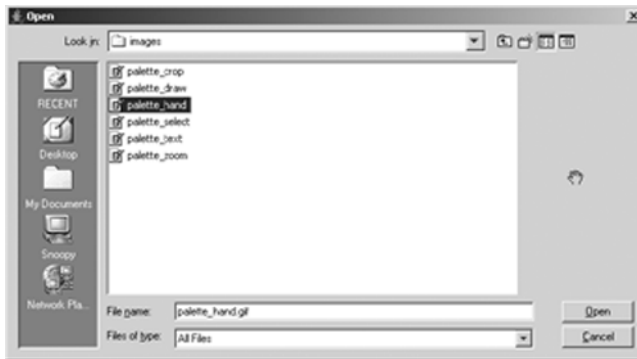 Open
Look in: images
RECENT
Desktop
My Documents
Snoopy
Network Pla...
palette_crop
palette_draw
palette_hand
palette_select
palette_text
palette_zoom
File name: palette_hand.gif
Open
Files of type: All Files
Cancel